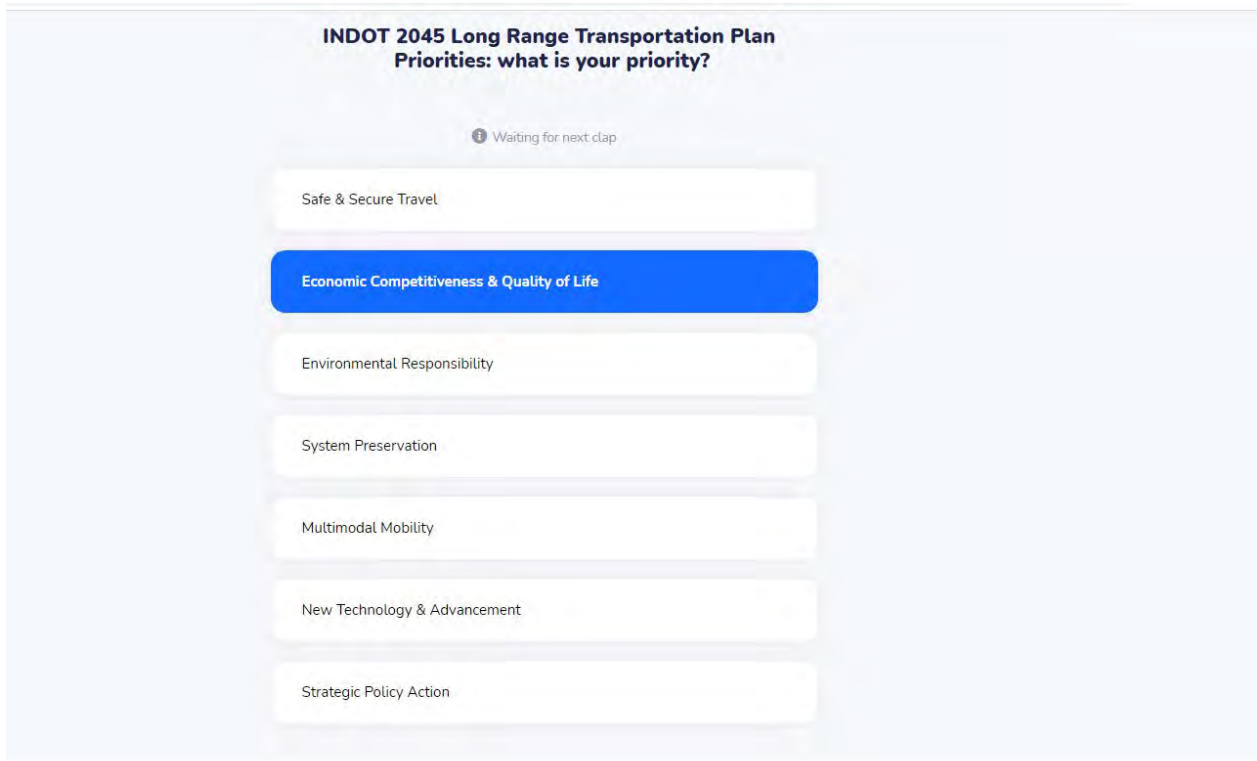 INDOT 2045 Long Range Transportation Plan
Priorities: what is your priority?
Waiting for next clap
Safe & Secure Travel
Economic Competitiveness & Quality of Life
Environmental Responsibility
System Preservation
Multimodal Mobility
New Technology & Advancement
Strategic Policy Action